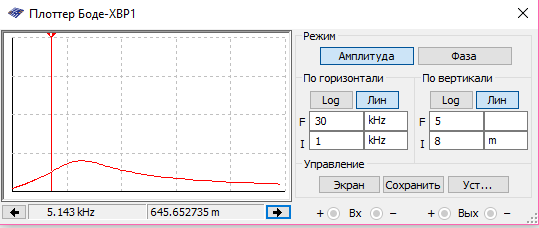 Плоттер Боде-XBP1
Режим
Амплитуда Фаза
По горизонтали По вертикали
Log Лин Log Лин
F 30 kHz F 5
I 1 kHz I 8 m
Управление
Экран Сохранить Уст...
5.143 kHz 645.652735 m + Вх − + Вых −